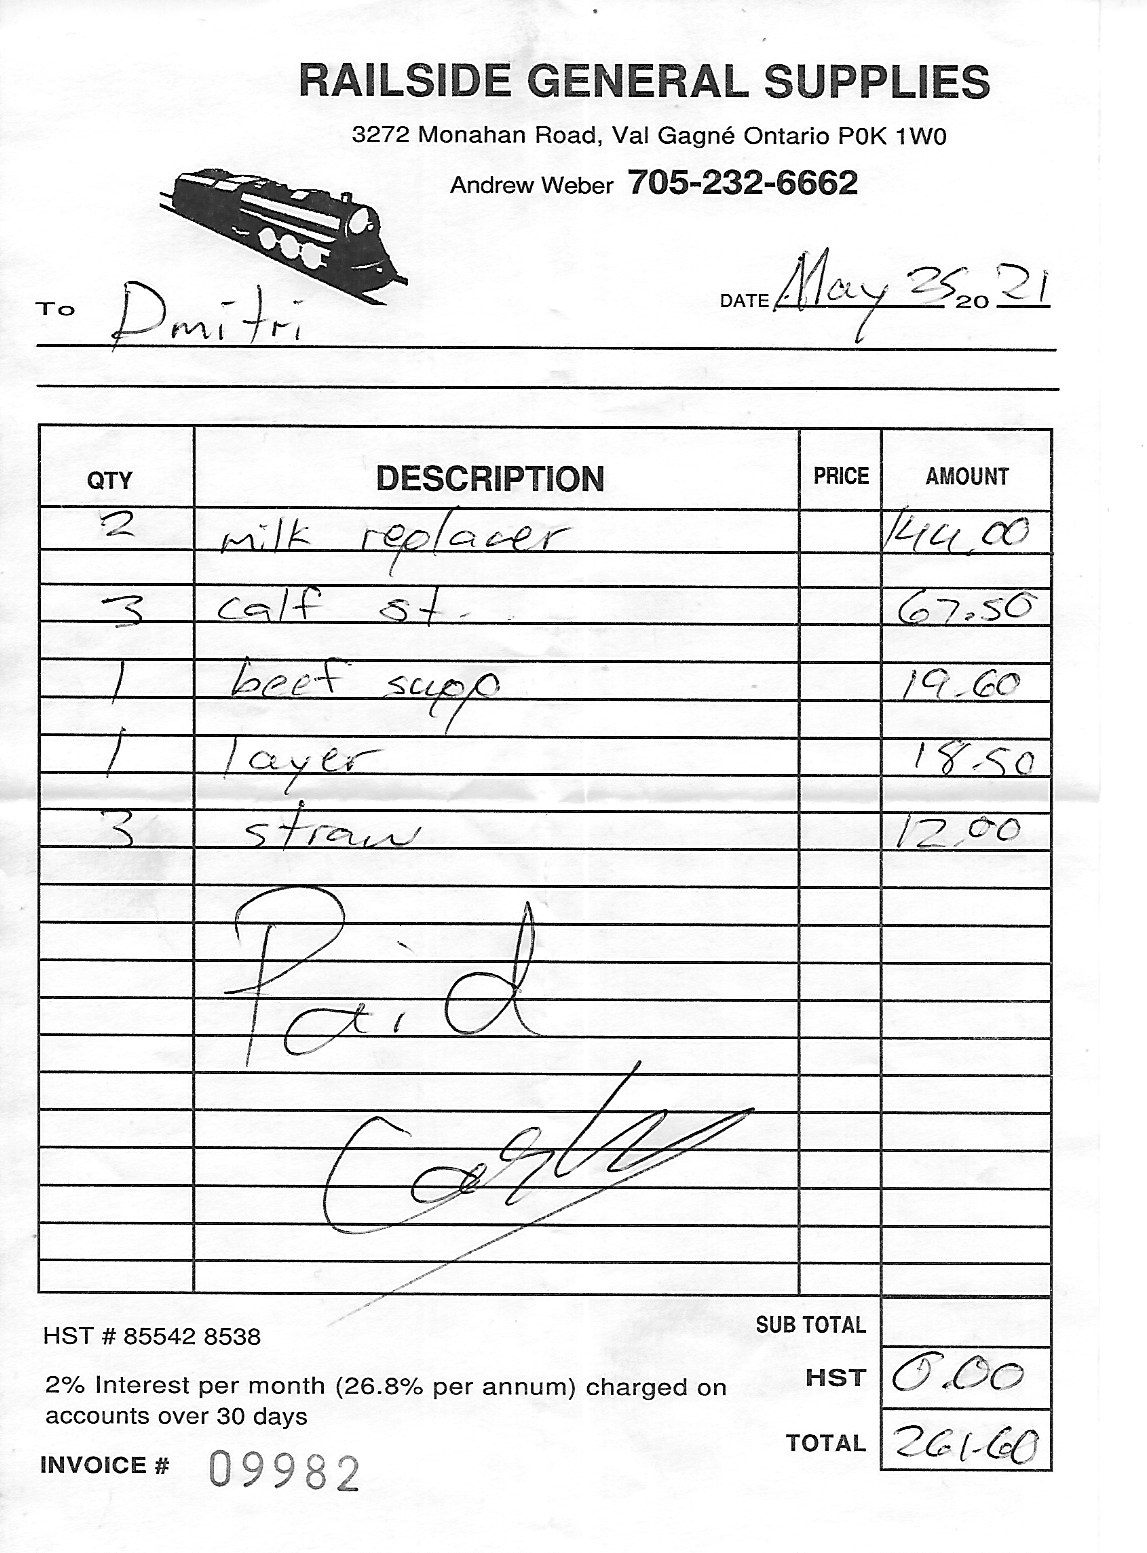 RAILSIDE GENERAL SUPPLIES
3272 Monahan Road, Val Gagné Ontario P0K 1W0
Andrew Weber 705-232-6662
TO Dmitri
DATE May 25 20 21
QTY DESCRIPTION PRICE AMOUNT
2 milk replacer 144.00
3 calf st. 67.50
1 beef supp 19.60
1 layer 18.50
3 straw 12.00
Paid
Cash
SUB TOTAL
HST # 85542 8538
HST 0.00
2% Interest per month (26.8% per annum) charged on
accounts over 30 days
TOTAL 261.60
INVOICE # 09982